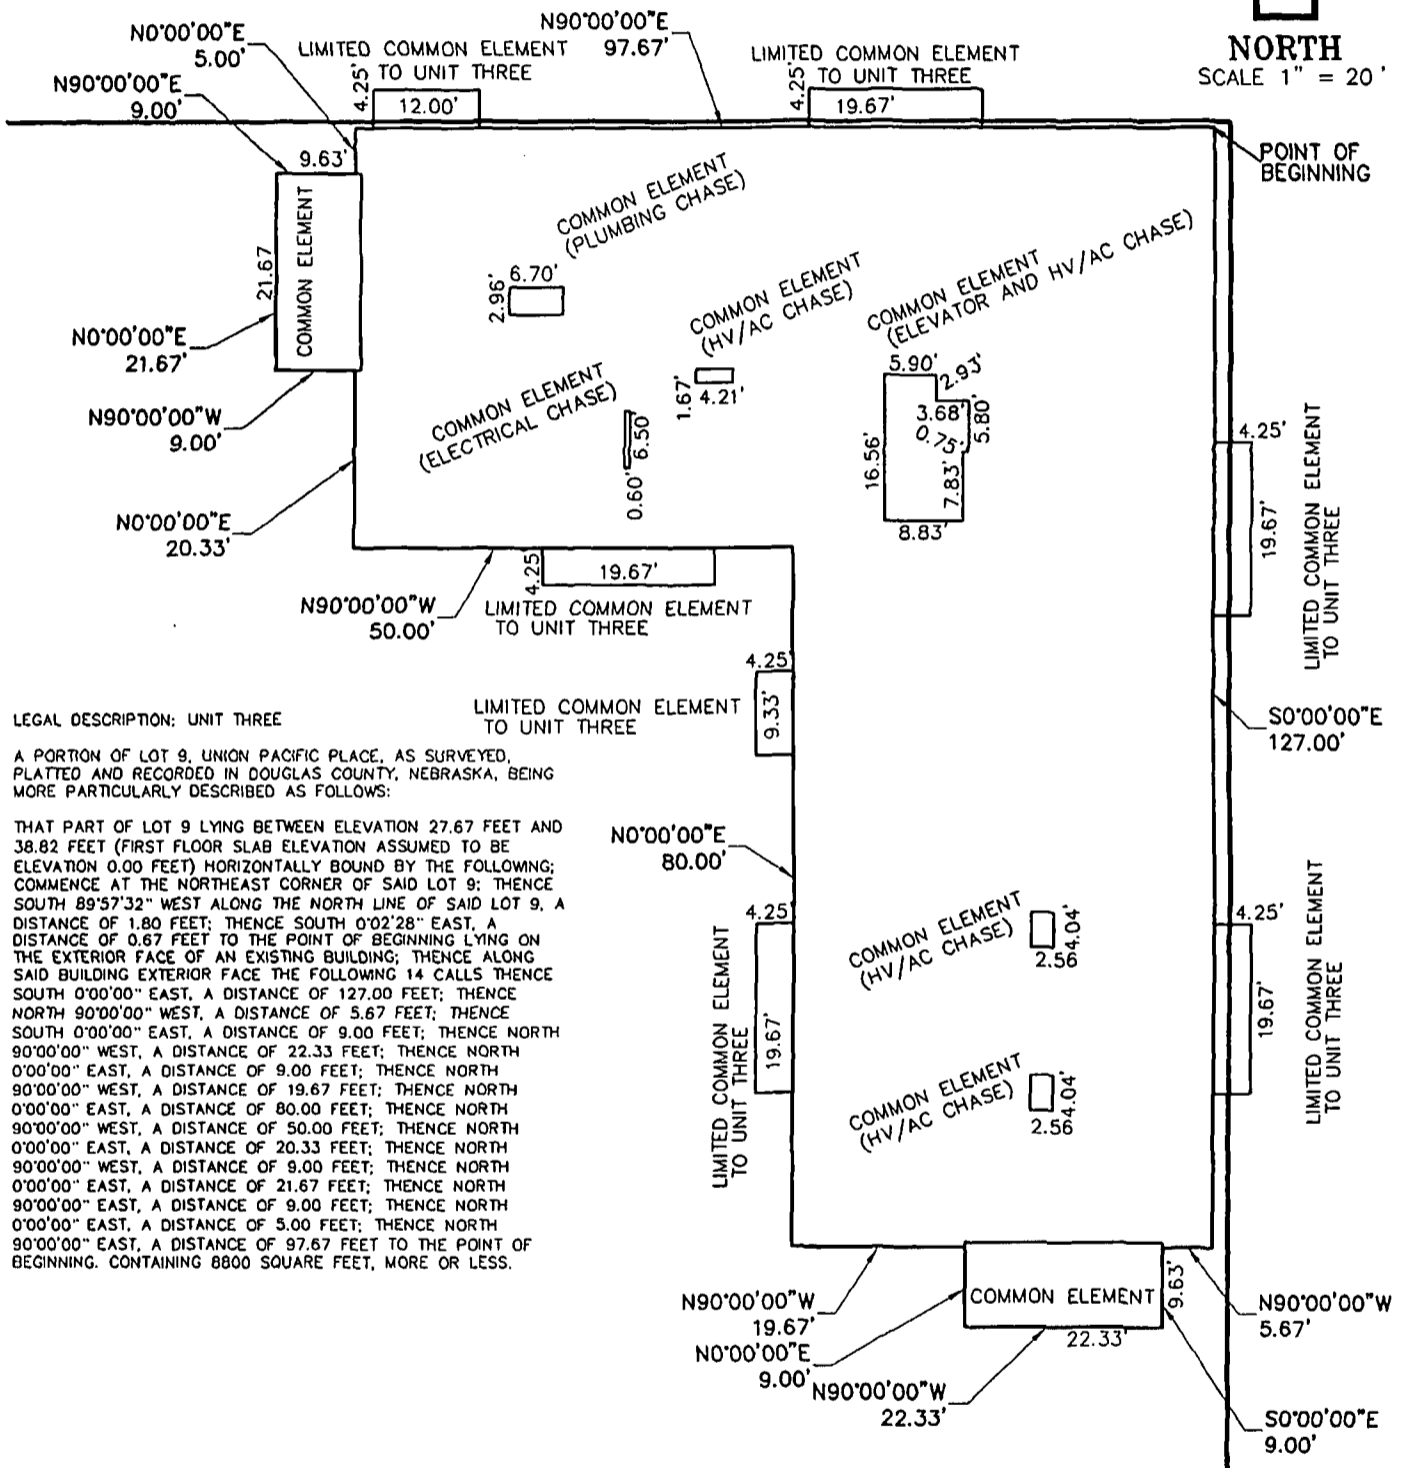 NORTH
SCALE 1" = 20 '
N0°00'00"E
5.00'
N90°00'00"E
9.00'
LIMITED COMMON ELEMENT
TO UNIT THREE
4.25'
12.00'
N90°00'00"E
97.67'
LIMITED COMMON ELEMENT
TO UNIT THREE
4.25'
19.67'
POINT OF
BEGINNING
9.63'
COMMON ELEMENT
21.67
N0°00'00"E
21.67'
N90°00'00"W
9.00'
N0°00'00"E
20.33'
COMMON ELEMENT
(PLUMBING CHASE)
6.70'
2.96'
COMMON ELEMENT
(HV/AC CHASE)
1.67'
4.21'
COMMON ELEMENT
(ELEVATOR AND HV/AC CHASE)
5.90'
2.93'
3.68'
0.75'
5.80'
16.56'
7.83'
8.83'
COMMON ELEMENT
(ELECTRICAL CHASE)
6.50'
0.60'
4.25'
19.67'
LIMITED COMMON ELEMENT
TO UNIT THREE
N90°00'00"W
50.00'
4.25'
19.67'
LIMITED COMMON ELEMENT
TO UNIT THREE
LIMITED COMMON ELEMENT
TO UNIT THREE
4.25'
9.33'
S0°00'00"E
127.00'
N0°00'00"E
80.00'
LEGAL DESCRIPTION: UNIT THREE
A PORTION OF LOT 9, UNION PACIFIC PLACE, AS SURVEYED,
PLATTED AND RECORDED IN DOUGLAS COUNTY, NEBRASKA, BEING
MORE PARTICULARLY DESCRIBED AS FOLLOWS:
THAT PART OF LOT 9 LYING BETWEEN ELEVATION 27.67 FEET AND
38.82 FEET (FIRST FLOOR SLAB ELEVATION ASSUMED TO BE
ELEVATION 0.00 FEET) HORIZONTALLY BOUND BY THE FOLLOWING;
COMMENCE AT THE NORTHEAST CORNER OF SAID LOT 9; THENCE
SOUTH 89°57'32" WEST ALONG THE NORTH LINE OF SAID LOT 9, A
DISTANCE OF 1.80 FEET; THENCE SOUTH 0°02'28" EAST, A
DISTANCE OF 0.67 FEET TO THE POINT OF BEGINNING LYING ON
THE EXTERIOR FACE OF AN EXISTING BUILDING; THENCE ALONG
SAID BUILDING EXTERIOR FACE THE FOLLOWING 14 CALLS THENCE
SOUTH 0°00'00" EAST, A DISTANCE OF 127.00 FEET; THENCE
NORTH 90°00'00" WEST, A DISTANCE OF 5.67 FEET; THENCE
SOUTH 0°00'00" EAST, A DISTANCE OF 9.00 FEET; THENCE NORTH
90°00'00" WEST, A DISTANCE OF 22.33 FEET; THENCE NORTH
0°00'00" EAST, A DISTANCE OF 9.00 FEET; THENCE NORTH
90°00'00" WEST, A DISTANCE OF 19.67 FEET; THENCE NORTH
0°00'00" EAST, A DISTANCE OF 80.00 FEET; THENCE NORTH
90°00'00" WEST, A DISTANCE OF 50.00 FEET; THENCE NORTH
0°00'00" EAST, A DISTANCE OF 20.33 FEET; THENCE NORTH
90°00'00" WEST, A DISTANCE OF 9.00 FEET; THENCE NORTH
0°00'00" EAST, A DISTANCE OF 21.67 FEET; THENCE NORTH
90°00'00" EAST, A DISTANCE OF 9.00 FEET; THENCE NORTH
0°00'00" EAST, A DISTANCE OF 5.00 FEET; THENCE NORTH
90°00'00" EAST, A DISTANCE OF 97.67 FEET TO THE POINT OF
BEGINNING. CONTAINING 8800 SQUARE FEET, MORE OR LESS.
4.25'
19.67'
LIMITED COMMON ELEMENT
TO UNIT THREE
COMMON ELEMENT
(HV/AC CHASE)
4.04'
2.56
COMMON ELEMENT
(HV/AC CHASE)
4.04'
2.56
4.25'
19.67'
LIMITED COMMON ELEMENT
TO UNIT THREE
COMMON ELEMENT
9.63'
22.33'
N90°00'00"W
19.67'
N0°00'00"E
9.00'
N90°00'00"W
22.33'
N90°00'00"W
5.67'
S0°00'00"E
9.00'